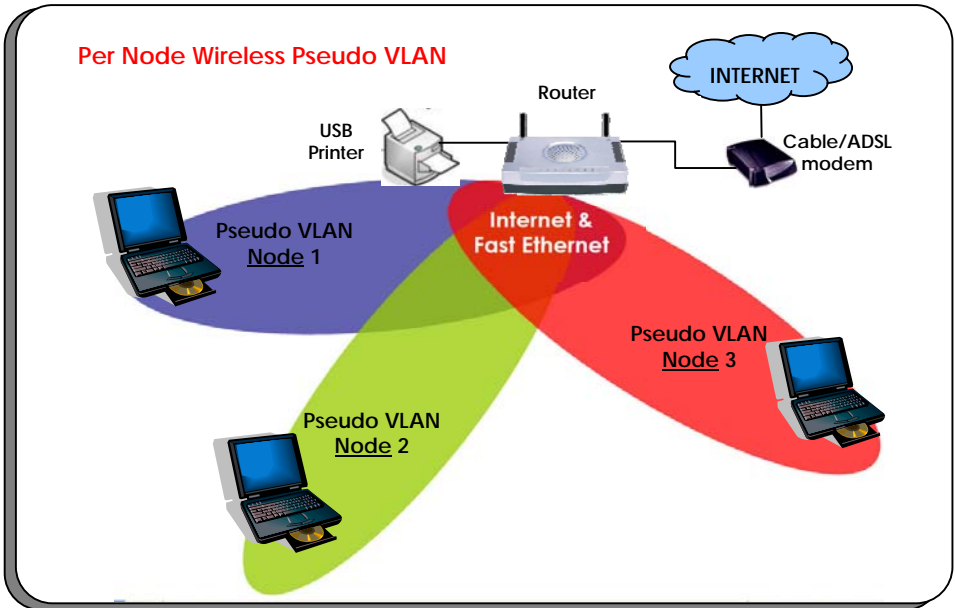 Per Node Wireless Pseudo VLAN
INTERNET
Router
USB
Printer
Cable/ADSL
modem
Pseudo VLAN
Node 1
Internet &
Fast Ethernet
Pseudo VLAN
Node 3
Pseudo VLAN
Node 2